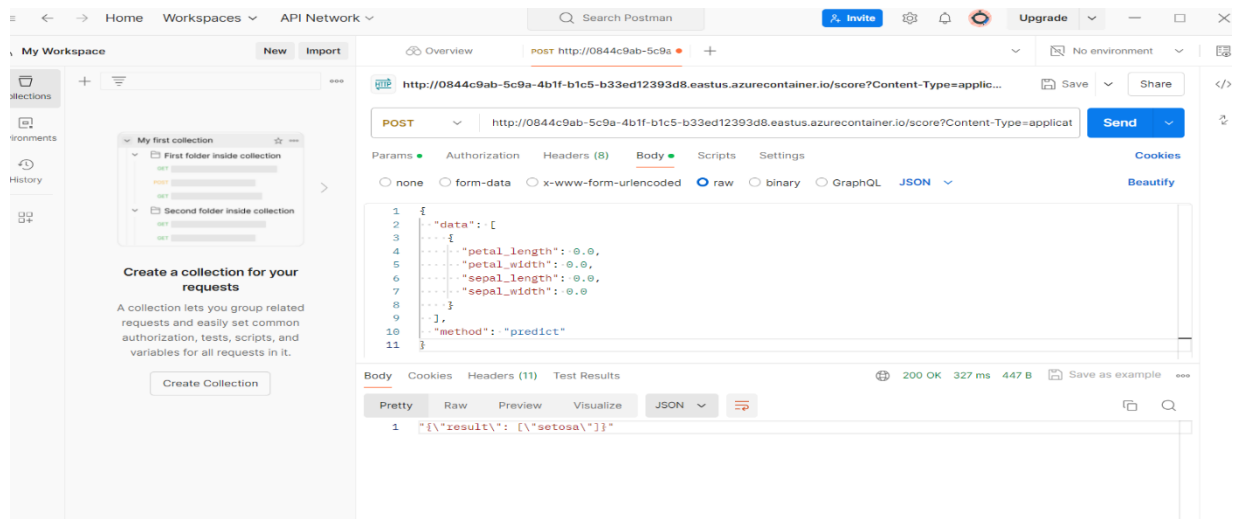 Home Workspaces API Network Search Postman Invite Upgrade
My Workspace New Import Overview POST http://0844c9ab-5c9a No environment
http://0844c9ab-5c9a-4b1f-b1c5-b33ed12393d8.eastus.azurecontainer.io/score?Content-Type=applic... Save Share
POST http://0844c9ab-5c9a-4b1f-b1c5-b33ed12393d8.eastus.azurecontainer.io/score?Content-Type=applicat Send
Params Authorization Headers (8) Body Scripts Settings Cookies
none form-data x-www-form-urlencoded raw binary GraphQL JSON Beautify
ollections
ironments
History
My first collection
First folder inside collection
GET
POST
GET
Second folder inside collection
GET
GET
Create a collection for your
requests
A collection lets you group related
requests and easily set common
authorization, tests, scripts, and
variables for all requests in it.
Create Collection
1 {
2 "data": [
3 {
4 "petal_length": 0.0,
5 "petal_width": 0.0,
6 "sepal_length": 0.0,
7 "sepal_width": 0.0
8 }
9 ],
10 "method": "predict"
11 }
Body Cookies Headers (11) Test Results 200 OK 327 ms 447 B Save as example
Pretty Raw Preview Visualize JSON
1 "{\"result\": [\"setosa\"]}"